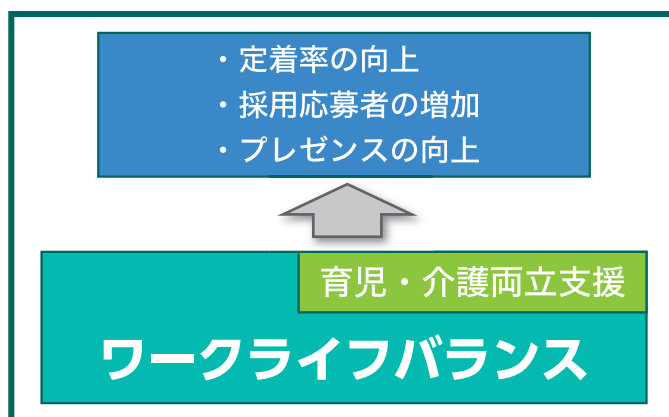 ・定着率の向上
・採用応募者の増加
・プレゼンスの向上
育児・介護両立支援
ワークライフバランス